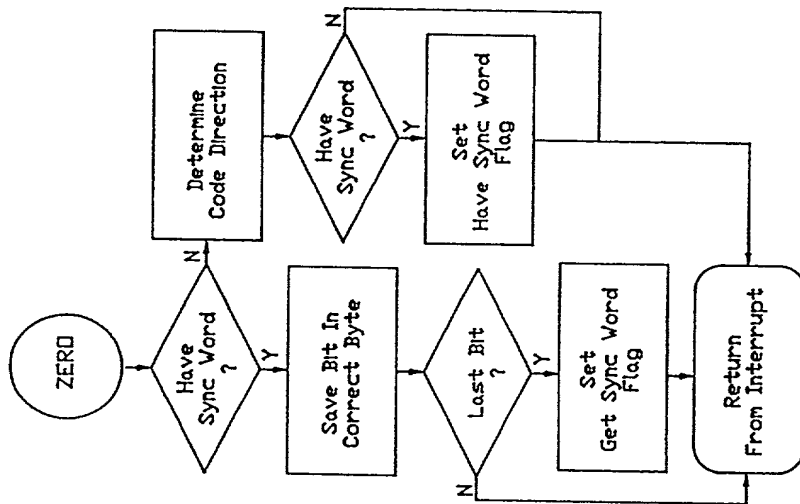 ZERO
Have
Sync Word
?
N
Y
Determine
Code Direction
Have
Sync Word
?
N
Y
Set
Have Sync Word
Flag
Save Bit In
Correct Byte
Last Bit
?
N
Y
Set
Get Sync Word
Flag
Return
From Interrupt